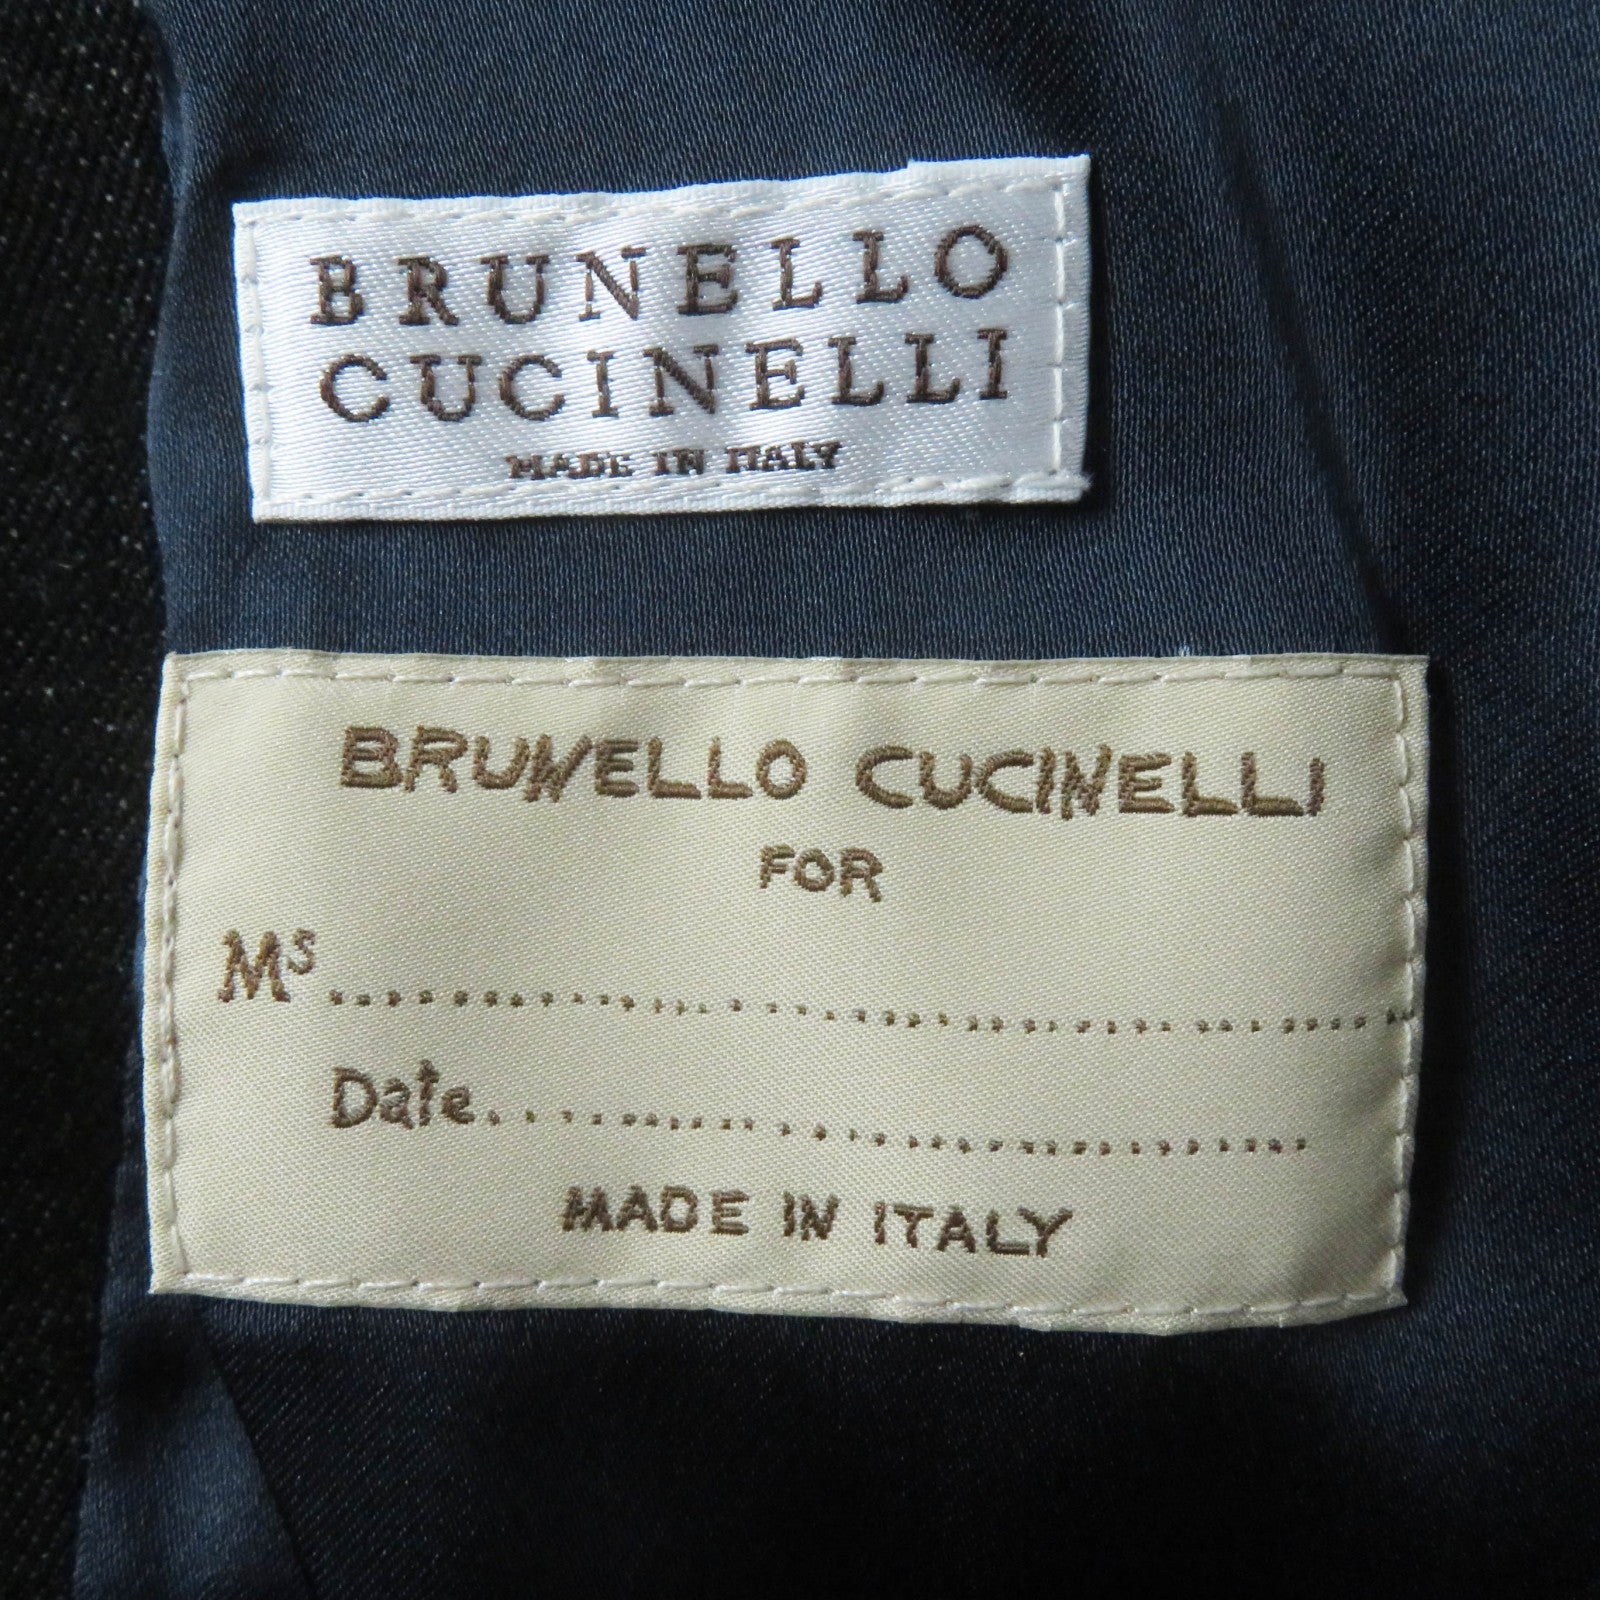 BRUNELLO
CUCINELLI
MADE IN ITALY
BRUNELLO CUCINELLI
FOR
Ms..........................................
Date..............................
MADE IN ITALY